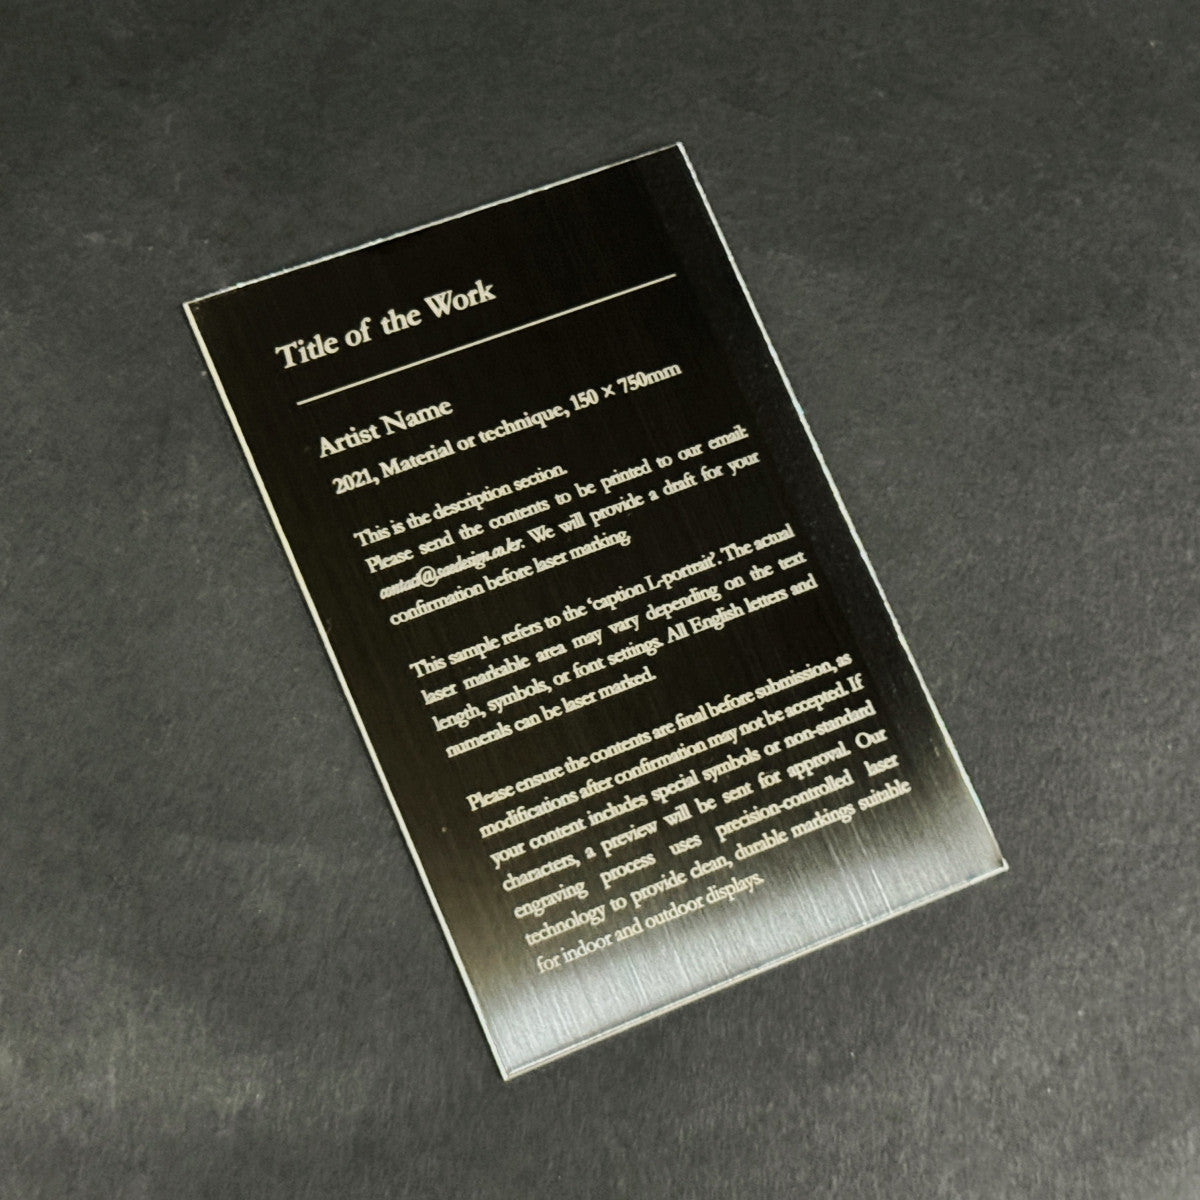 Title of the Work
Artist Name
2021, Material or technique, 150 × 750mm
This is the description section.
Please send the contents to be printed to our email:
We will provide a draft for your
confirmation before laser marking.
This sample refers to the 'caption L-portrait'. The actual
laser markable area may vary depending on the text
length, symbols, or font settings. All English letters and
numerals can be laser marked.
Please ensure the contents are final before submission, as
modifications after confirmation may not be accepted. If
your content includes special symbols or non-standard
characters, a preview will be sent for approval. Our
engraving process uses precision-controlled laser
technology to provide clean, durable markings suitable
for indoor and outdoor displays.